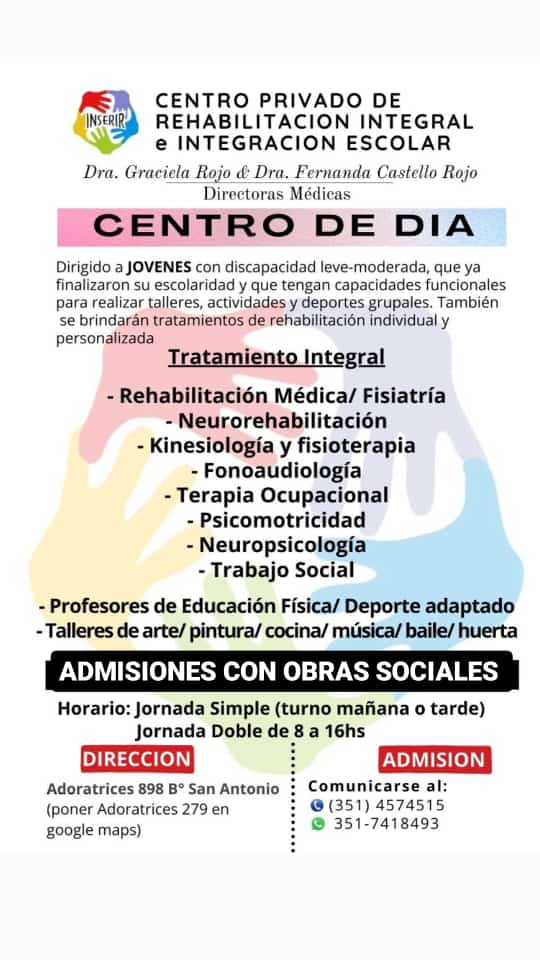 INSERIR
CENTRO PRIVADO DE
REHABILITACION INTEGRAL
e INTEGRACION ESCOLAR
Dra. Graciela Rojo & Dra. Fernanda Castello Rojo
Directoras Médicas
CENTRO DE DIA
Dirigido a JOVENES con discapacidad leve-moderada, que ya
finalizaron su escolaridad y que tengan capacidades funcionales
para realizar talleres, actividades y deportes grupales. También
se brindarán tratamientos de rehabilitación individual y
personalizada
Tratamiento Integral
- Rehabilitación Médica/ Fisiatría
- Neurorehabilitación
- Kinesiología y fisioterapia
- Fonoaudiología
- Terapia Ocupacional
- Psicomotricidad
- Neuropsicología
- Trabajo Social
- Profesores de Educación Física/ Deporte adaptado
- Talleres de arte/ pintura/ cocina/ música/ baile/ huerta
ADMISIONES CON OBRAS SOCIALES
Horario: Jornada Simple (turno mañana o tarde)
Jornada Doble de 8 a 16hs
DIRECCION
Adoratrices 898 B° San Antonio
(poner Adoratrices 279 en
google maps)
ADMISION
Comunicarse al:
(351) 4574515
351-7418493